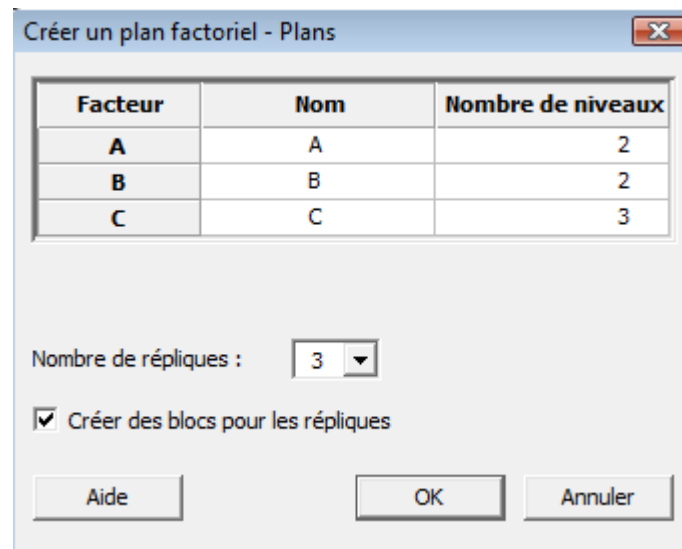 Créer un plan factoriel - Plans
Facteur Nom Nombre de niveaux
A A 2
B B 2
C C 3
Nombre de répliques : 3
Créer des blocs pour les répliques
Aide OK Annuler